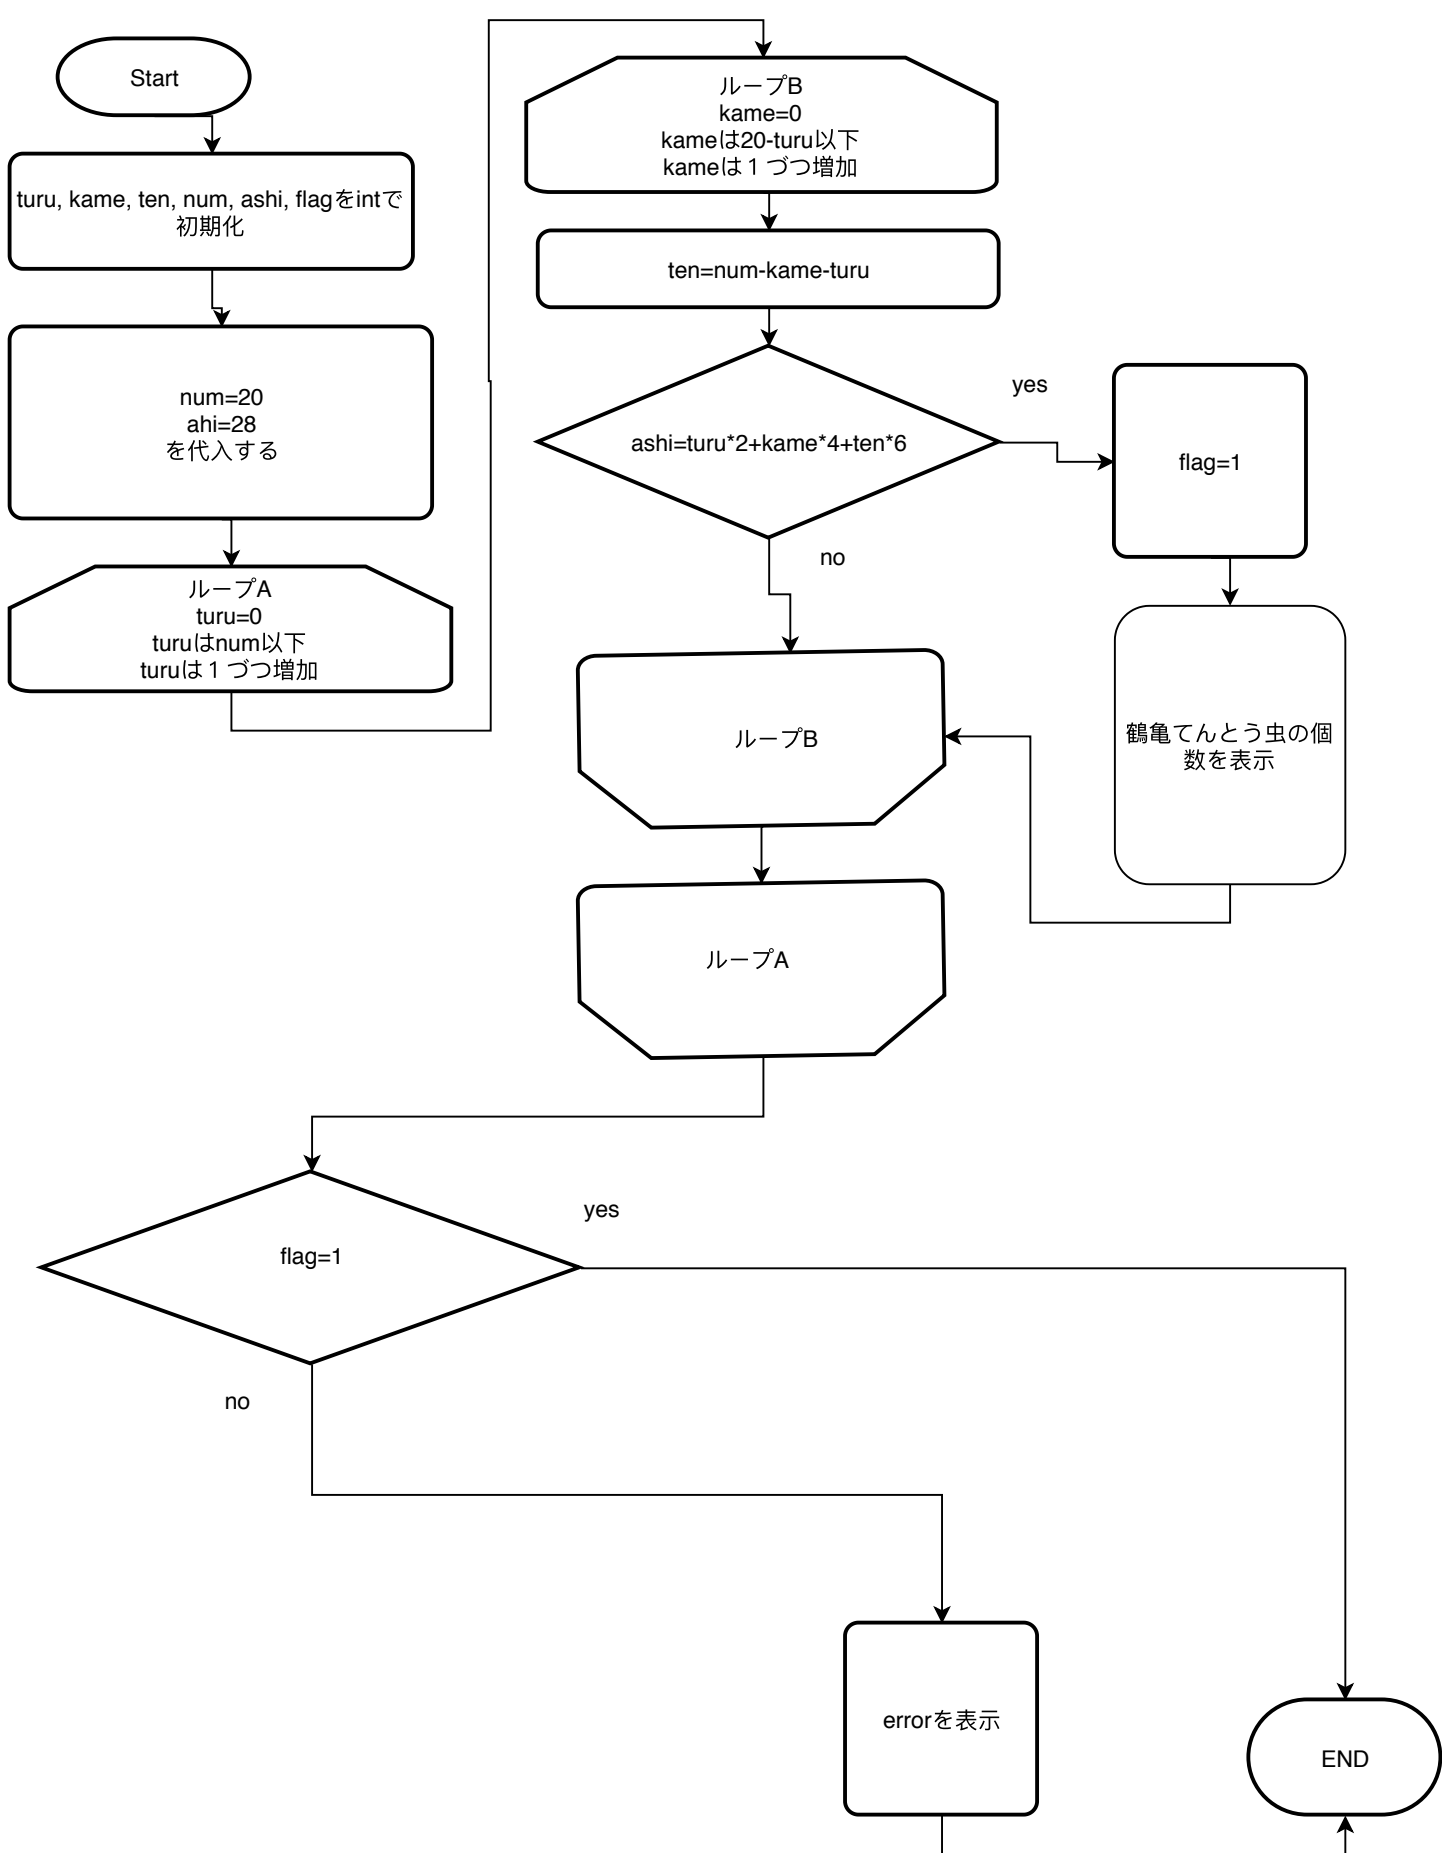 Start
turu, kame, ten, num, ashi, flagをintで
初期化
num=20
ahi=28
を代入する
ループA
turu=0
turuはnum以下
turuは１づつ増加
ループB
kame=0
kameは20-turu以下
kameは１づつ増加
ten=num-kame-turu
ashi=turu*2+kame*4+ten*6
yes
flag=1
no
鶴亀てんとう虫の個
数を表示
ループB
ループA
flag=1
yes
no
errorを表示
END